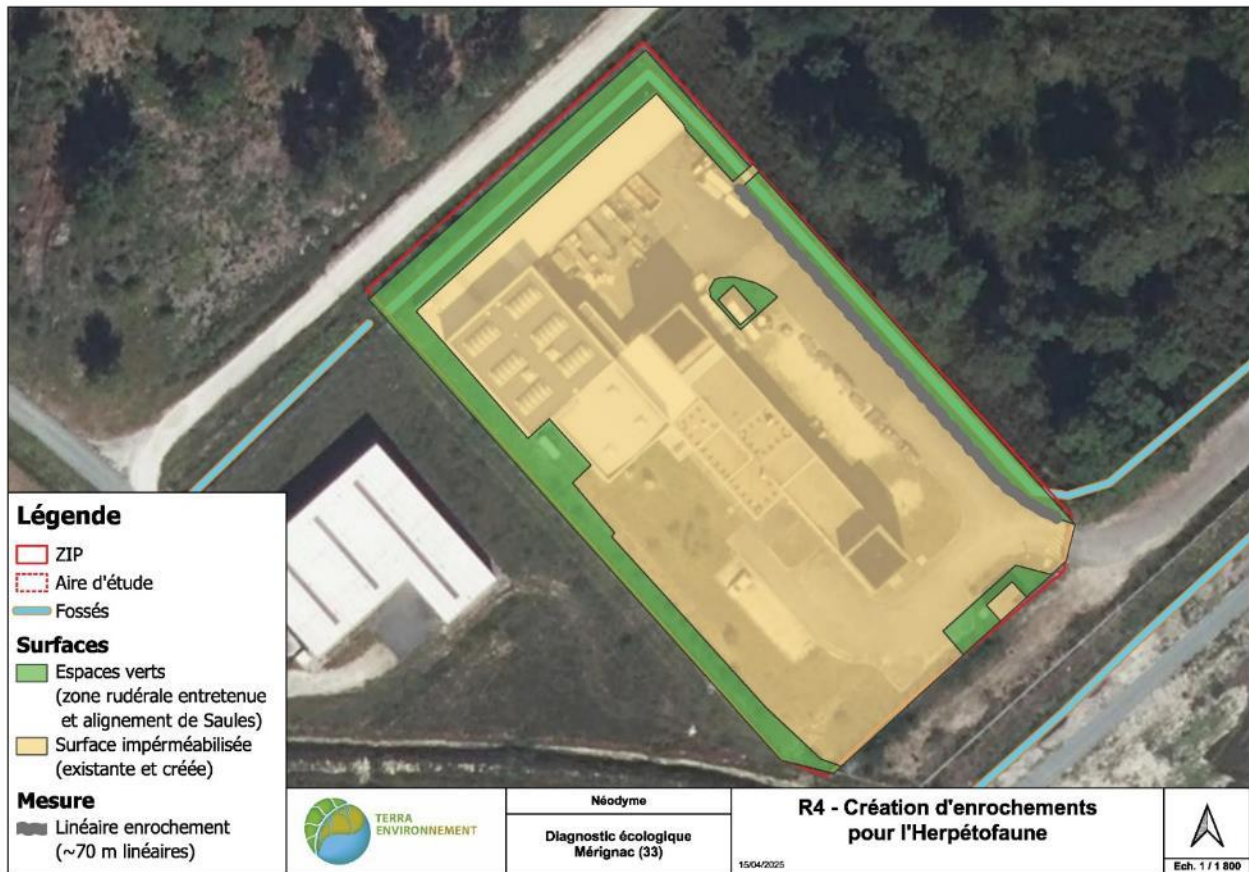 Légende
ZIP
Aire d'étude
Fossés
Surfaces
Espaces verts
(zone rudérale entretenue
et alignement de Saules)
Surface impérméabilisée
(existante et créée)
Mesure
Linéaire enrochement
(~70 m linéaires)
TERRA
ENVIRONNEMENT
Néodyme
Diagnostic écologique
Mérignac (33)
R4 - Création d'enrochements
pour l'Herpétofaune
15/04/2025
Ech. 1 / 1 800